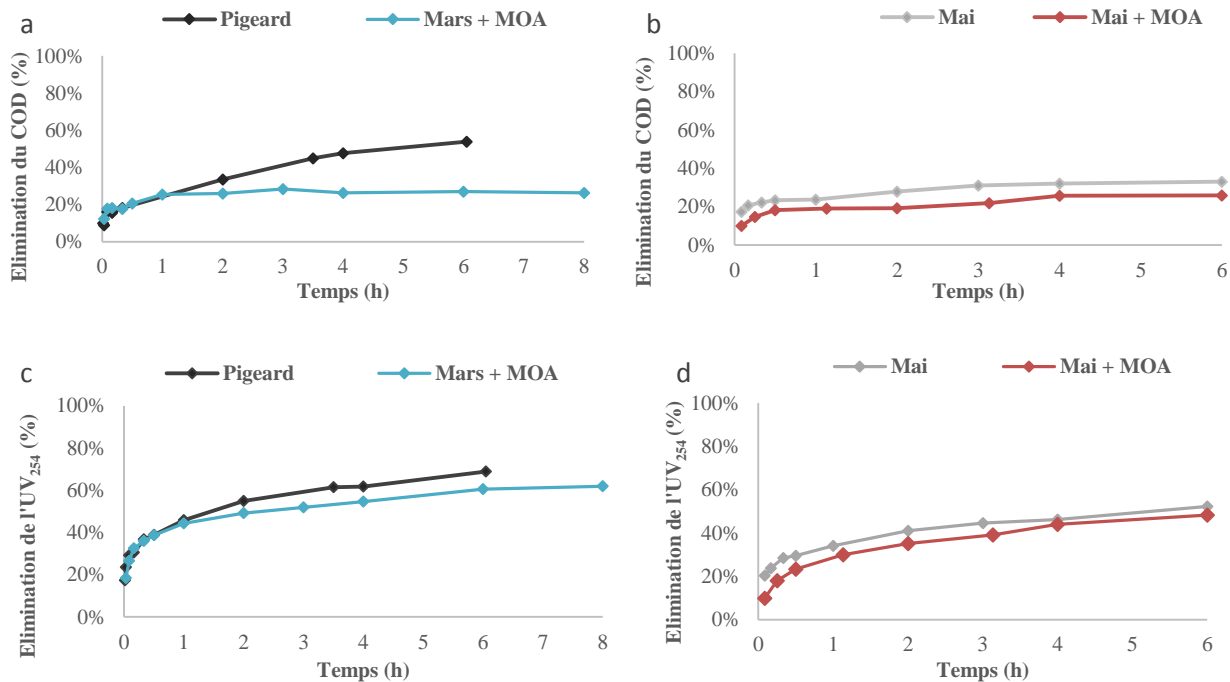 a
Pigeard
Mars + MOA
Elimination du COD (%)
100%
80%
60%
40%
20%
0%
0 1 2 3 4 5 6 7 8
Temps (h)
b
Mai
Mai + MOA
Elimination du COD (%)
100%
80%
60%
40%
20%
0%
0 1 2 3 4 5 6
Temps (h)
c
Pigeard
Mars + MOA
Elimination de l'UV254 (%)
100%
80%
60%
40%
20%
0%
0 1 2 3 4 5 6 7 8
Temps (h)
d
Mai
Mai + MOA
Elimination de l'UV254 (%)
100%
80%
60%
40%
20%
0%
0 1 2 3 4 5 6
Temps (h)